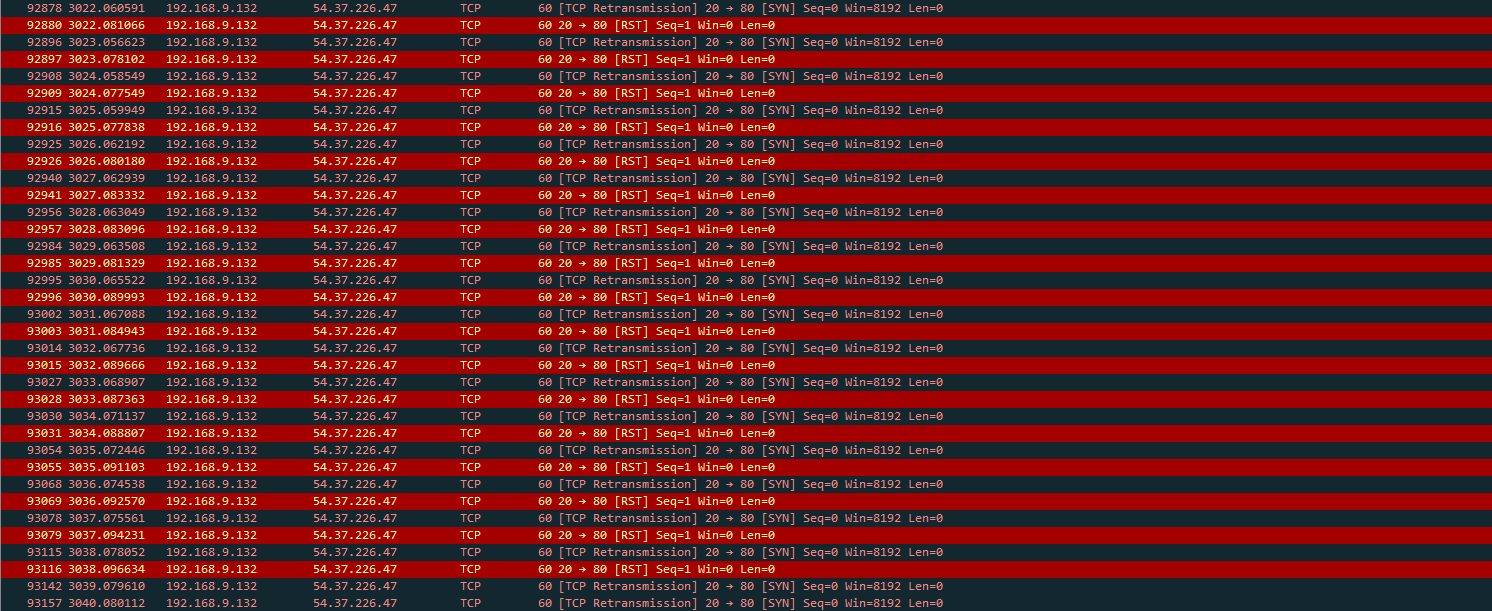 92878 3022.060591 192.168.9.132 54.37.226.47 TCP 60 [TCP Retransmission] 20 → 80 [SYN] Seq=0 Win=8192 Len=0
92880 3022.081066 192.168.9.132 54.37.226.47 TCP 60 20 → 80 [RST] Seq=1 Win=0 Len=0
92896 3023.056623 192.168.9.132 54.37.226.47 TCP 60 [TCP Retransmission] 20 → 80 [SYN] Seq=0 Win=8192 Len=0
92897 3023.078102 192.168.9.132 54.37.226.47 TCP 60 20 → 80 [RST] Seq=1 Win=0 Len=0
92908 3024.058549 192.168.9.132 54.37.226.47 TCP 60 [TCP Retransmission] 20 → 80 [SYN] Seq=0 Win=8192 Len=0
92909 3024.077549 192.168.9.132 54.37.226.47 TCP 60 20 → 80 [RST] Seq=1 Win=0 Len=0
92915 3025.059949 192.168.9.132 54.37.226.47 TCP 60 [TCP Retransmission] 20 → 80 [SYN] Seq=0 Win=8192 Len=0
92916 3025.077838 192.168.9.132 54.37.226.47 TCP 60 20 → 80 [RST] Seq=1 Win=0 Len=0
92925 3026.062192 192.168.9.132 54.37.226.47 TCP 60 [TCP Retransmission] 20 → 80 [SYN] Seq=0 Win=8192 Len=0
92926 3026.080180 192.168.9.132 54.37.226.47 TCP 60 20 → 80 [RST] Seq=1 Win=0 Len=0
92940 3027.062939 192.168.9.132 54.37.226.47 TCP 60 [TCP Retransmission] 20 → 80 [SYN] Seq=0 Win=8192 Len=0
92941 3027.083332 192.168.9.132 54.37.226.47 TCP 60 20 → 80 [RST] Seq=1 Win=0 Len=0
92956 3028.063049 192.168.9.132 54.37.226.47 TCP 60 [TCP Retransmission] 20 → 80 [SYN] Seq=0 Win=8192 Len=0
92957 3028.083096 192.168.9.132 54.37.226.47 TCP 60 20 → 80 [RST] Seq=1 Win=0 Len=0
92984 3029.063508 192.168.9.132 54.37.226.47 TCP 60 [TCP Retransmission] 20 → 80 [SYN] Seq=0 Win=8192 Len=0
92985 3029.081329 192.168.9.132 54.37.226.47 TCP 60 20 → 80 [RST] Seq=1 Win=0 Len=0
92995 3030.065522 192.168.9.132 54.37.226.47 TCP 60 [TCP Retransmission] 20 → 80 [SYN] Seq=0 Win=8192 Len=0
92996 3030.089993 192.168.9.132 54.37.226.47 TCP 60 20 → 80 [RST] Seq=1 Win=0 Len=0
93002 3031.067088 192.168.9.132 54.37.226.47 TCP 60 [TCP Retransmission] 20 → 80 [SYN] Seq=0 Win=8192 Len=0
93003 3031.084943 192.168.9.132 54.37.226.47 TCP 60 20 → 80 [RST] Seq=1 Win=0 Len=0
93014 3032.067736 192.168.9.132 54.37.226.47 TCP 60 [TCP Retransmission] 20 → 80 [SYN] Seq=0 Win=8192 Len=0
93015 3032.089666 192.168.9.132 54.37.226.47 TCP 60 20 → 80 [RST] Seq=1 Win=0 Len=0
93027 3033.068907 192.168.9.132 54.37.226.47 TCP 60 [TCP Retransmission] 20 → 80 [SYN] Seq=0 Win=8192 Len=0
93028 3033.087363 192.168.9.132 54.37.226.47 TCP 60 20 → 80 [RST] Seq=1 Win=0 Len=0
93030 3034.071137 192.168.9.132 54.37.226.47 TCP 60 [TCP Retransmission] 20 → 80 [SYN] Seq=0 Win=8192 Len=0
93031 3034.088807 192.168.9.132 54.37.226.47 TCP 60 20 → 80 [RST] Seq=1 Win=0 Len=0
93054 3035.072446 192.168.9.132 54.37.226.47 TCP 60 [TCP Retransmission] 20 → 80 [SYN] Seq=0 Win=8192 Len=0
93055 3035.091103 192.168.9.132 54.37.226.47 TCP 60 20 → 80 [RST] Seq=1 Win=0 Len=0
93068 3036.074538 192.168.9.132 54.37.226.47 TCP 60 [TCP Retransmission] 20 → 80 [SYN] Seq=0 Win=8192 Len=0
93069 3036.092570 192.168.9.132 54.37.226.47 TCP 60 20 → 80 [RST] Seq=1 Win=0 Len=0
93078 3037.075561 192.168.9.132 54.37.226.47 TCP 60 [TCP Retransmission] 20 → 80 [SYN] Seq=0 Win=8192 Len=0
93079 3037.094231 192.168.9.132 54.37.226.47 TCP 60 20 → 80 [RST] Seq=1 Win=0 Len=0
93115 3038.078052 192.168.9.132 54.37.226.47 TCP 60 [TCP Retransmission] 20 → 80 [SYN] Seq=0 Win=8192 Len=0
93116 3038.096634 192.168.9.132 54.37.226.47 TCP 60 20 → 80 [RST] Seq=1 Win=0 Len=0
93142 3039.079610 192.168.9.132 54.37.226.47 TCP 60 [TCP Retransmission] 20 → 80 [SYN] Seq=0 Win=8192 Len=0
93157 3040.080112 192.168.9.132 54.37.226.47 TCP 60 [TCP Retransmission] 20 → 80 [SYN] Seq=0 Win=8192 Len=0